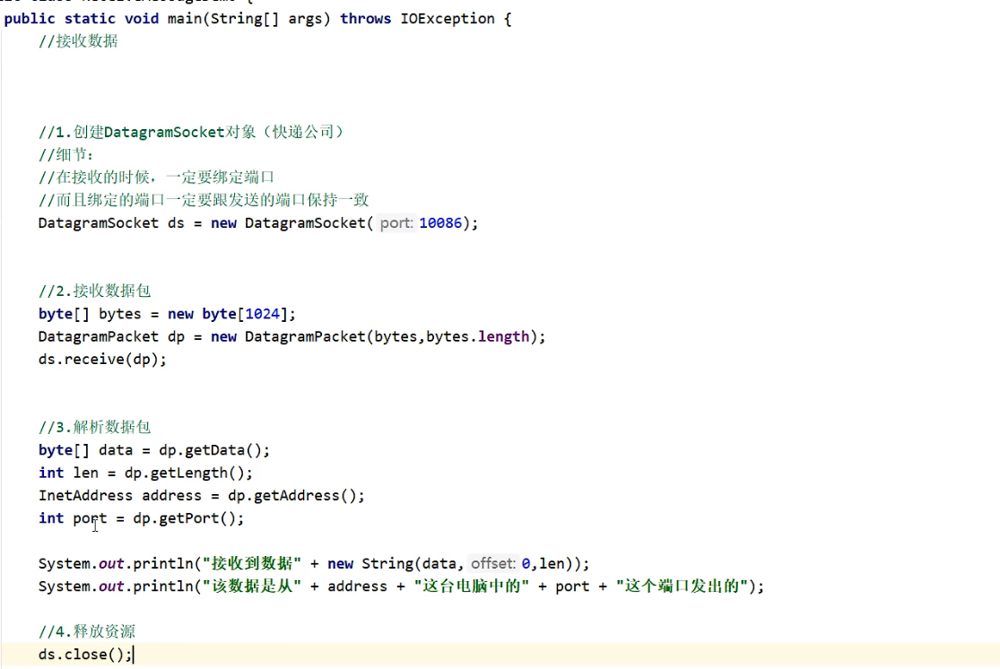 public static void main(String[] args) throws IOException {
//接收数据
//1.创建DatagramSocket对象（快递公司）
//细节：
//在接收的时候，一定要绑定端口
//而且绑定的端口一定要跟发送的端口保持一致
DatagramSocket ds = new DatagramSocket( port: 10086);
//2.接收数据包
byte[] bytes = new byte[1024];
DatagramPacket dp = new DatagramPacket(bytes,bytes.length);
ds.receive(dp);
//3.解析数据包
byte[] data = dp.getData();
int len = dp.getLength();
InetAddress address = dp.getAddress();
int port = dp.getPort();
System.out.println("接收到数据" + new String(data, offset: 0,len));
System.out.println("该数据是从" + address + "这台电脑中的" + port + "这个端口发出的");
//4.释放资源
ds.close();